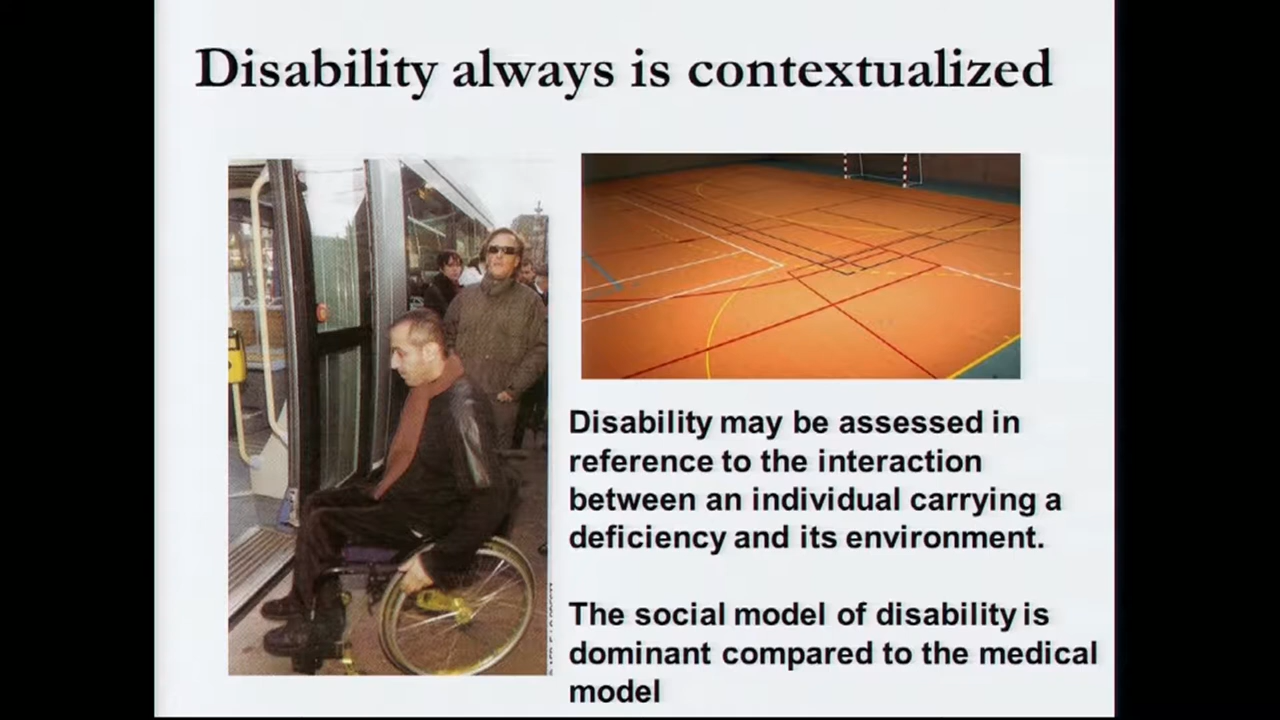 Disability always is contextualized
Disability may be assessed in
reference to the interaction
between an individual carrying a
deficiency and its environment.
The social model of disability is
dominant compared to the medical
model